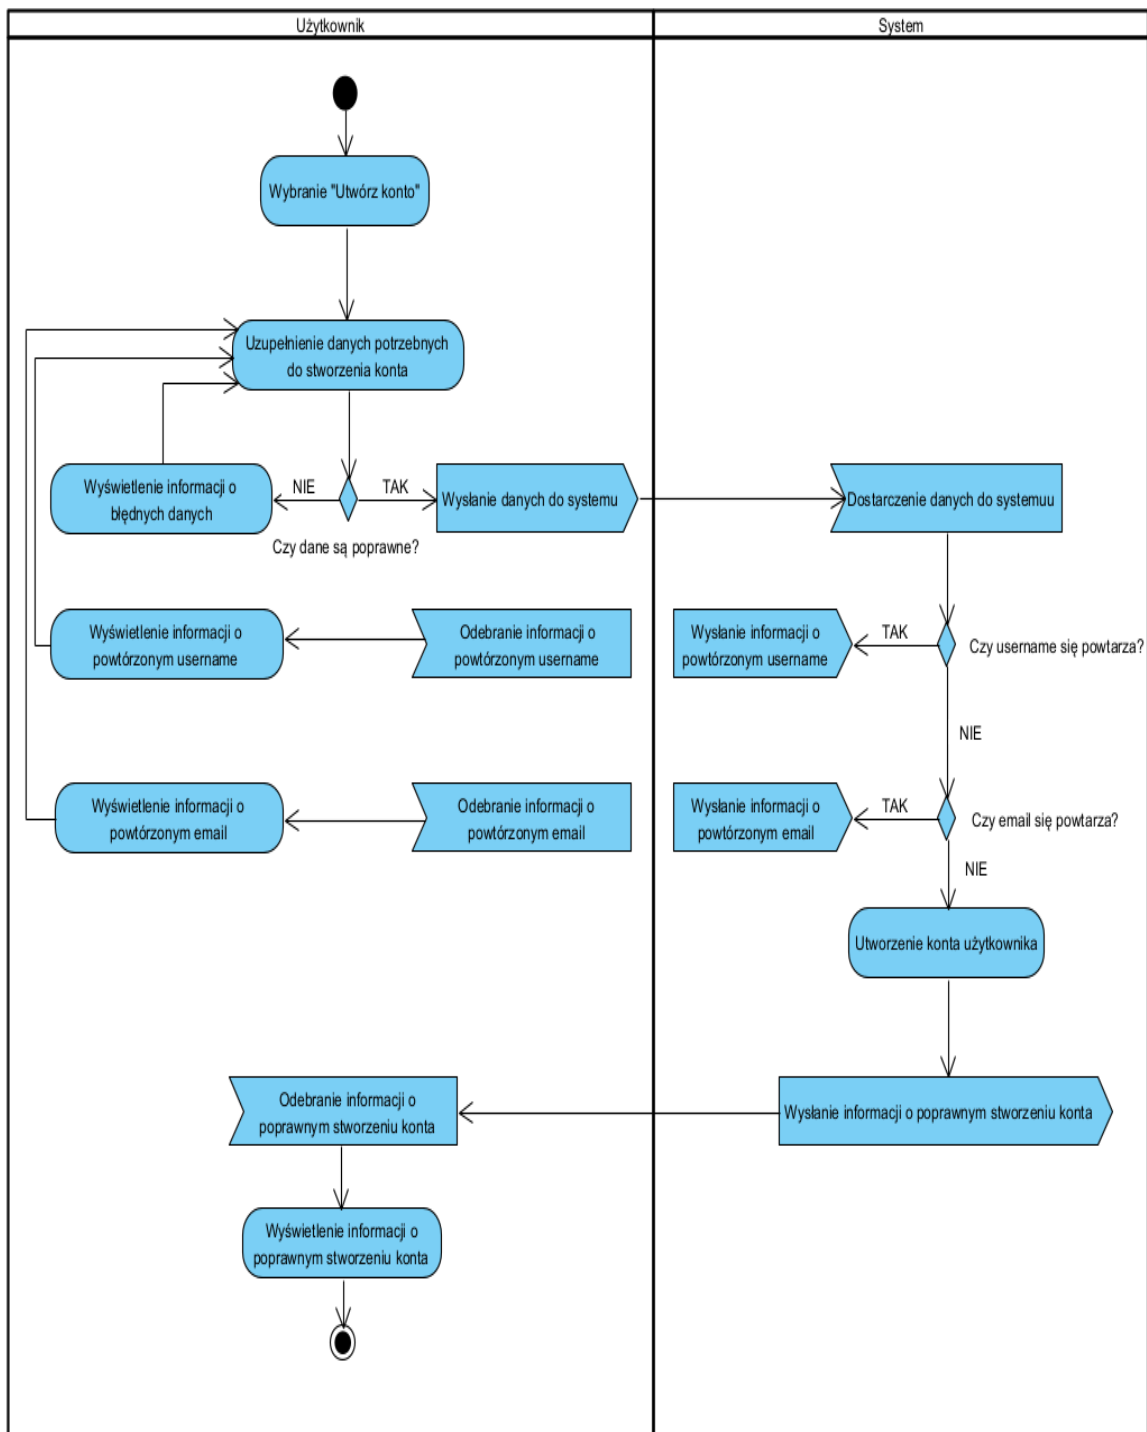 Użytkownik
System
Wybranie "Utwórz konto"
Uzupełnienie danych potrzebnych
do stworzenia konta
Wyświetlenie informacji o
błędnych danych
NIE
TAK
Wysłanie danych do systemu
Dostarczenie danych do systemuu
Czy dane są poprawne?
Wyświetlenie informacji o
powtórzonym username
Odebranie informacji o
powtórzonym username
Wysłanie informacji o
powtórzonym username
TAK
Czy username się powtarza?
NIE
Wyświetlenie informacji o
powtórzonym email
Odebranie informacji o
powtórzonym email
Wysłanie informacji o
powtórzonym email
TAK
Czy email się powtarza?
NIE
Utworzenie konta użytkownika
Odebranie informacji o
poprawnym stworzeniu konta
Wysłanie informacji o poprawnym stworzeniu konta
Wyświetlenie informacji o
poprawnym stworzeniu konta